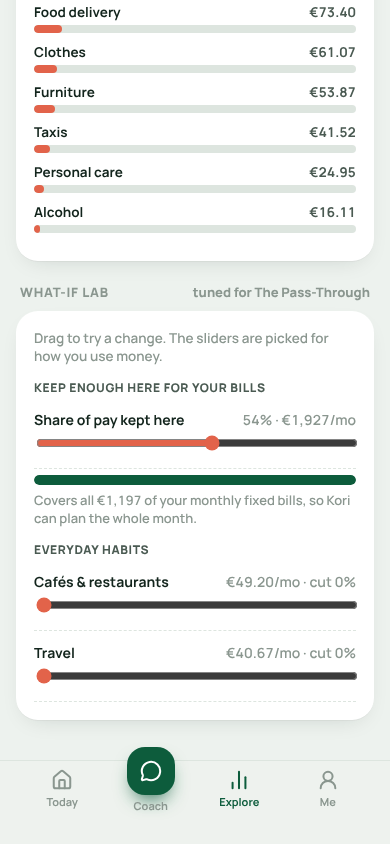 Food delivery €73.40
Clothes €61.07
Furniture €53.87
Taxis €41.52
Personal care €24.95
Alcohol €16.11
WHAT-IF LAB tuned for The Pass-Through
Drag to try a change. The sliders are picked for
how you use money.
KEEP ENOUGH HERE FOR YOUR BILLS
Share of pay kept here 54% · €1,927/mo
Covers all €1,197 of your monthly fixed bills, so Kori
can plan the whole month.
EVERYDAY HABITS
Cafés & restaurants €49.20/mo · cut 0%
Travel €40.67/mo · cut 0%
Today Coach Explore Me